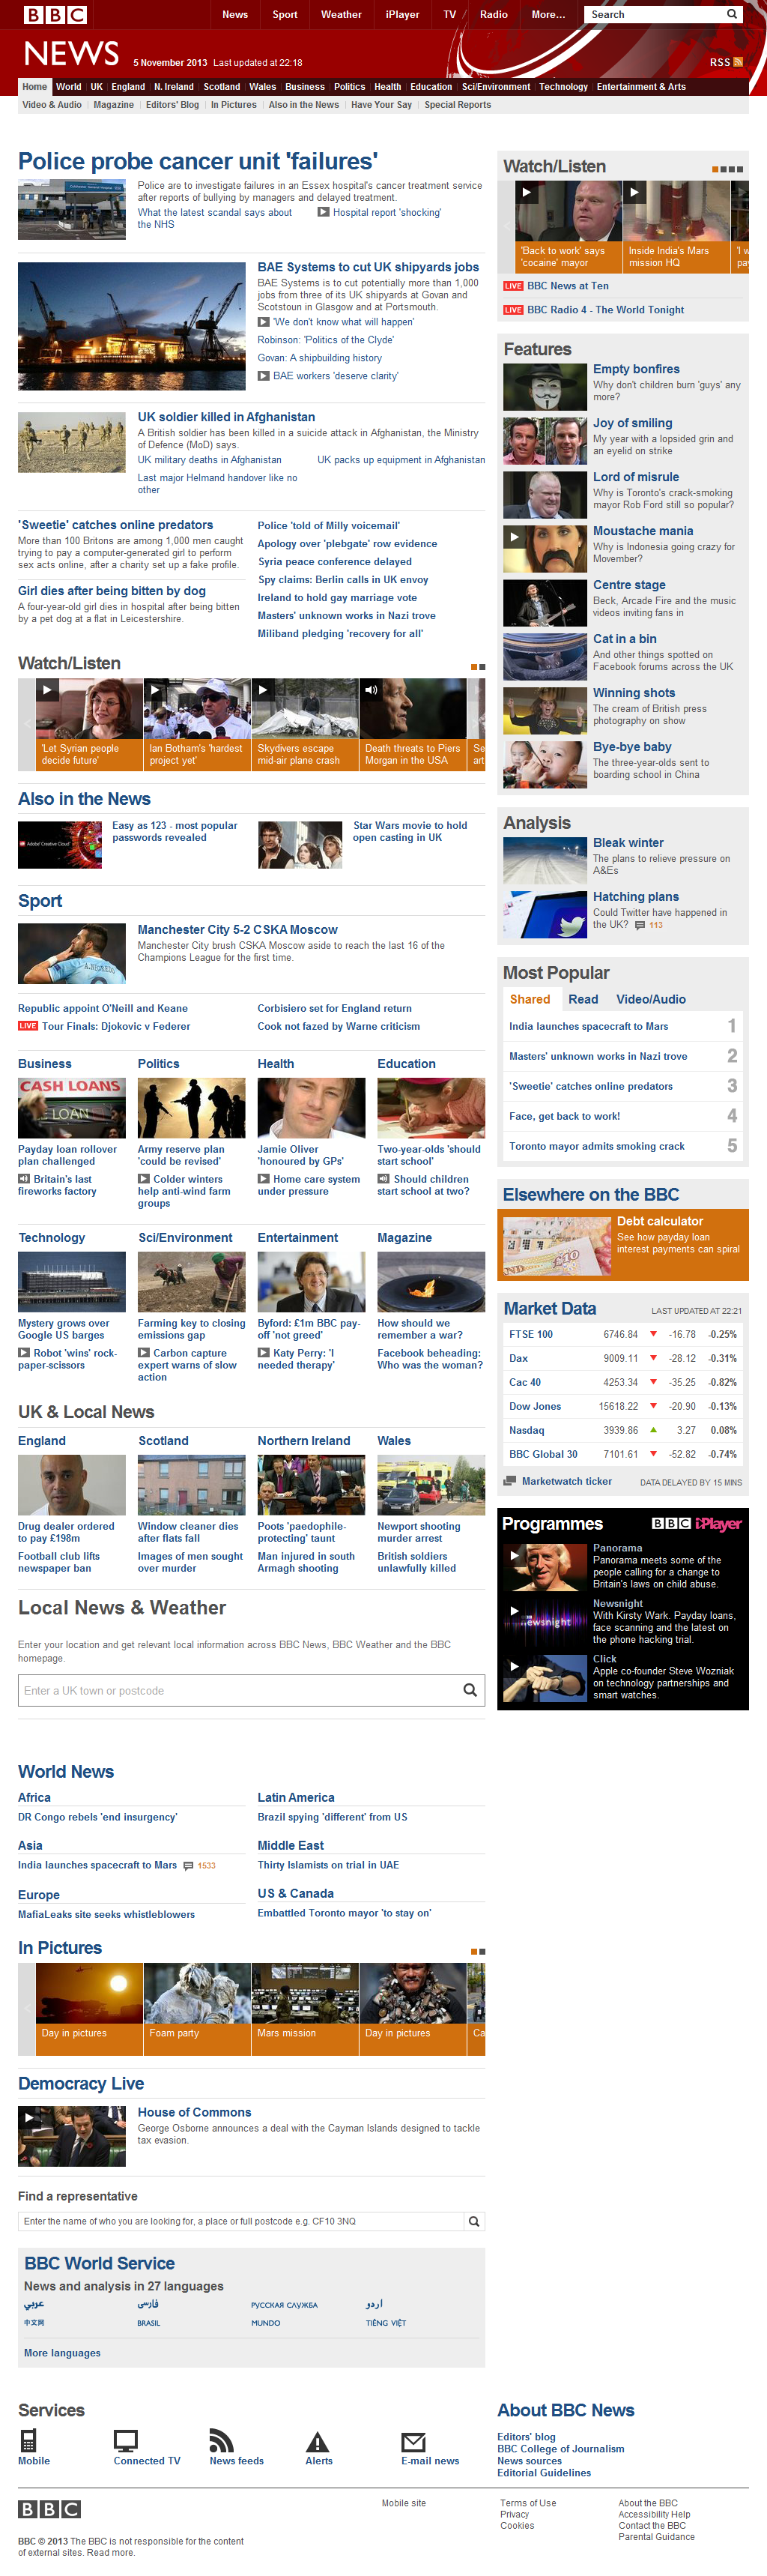 BBC
News
Sport
Weather
iPlayer
TV
Radio
More...
Search
NEWS
5 November 2013 Last updated at 22:18
RSS
Home World UK England N. Ireland Scotland Wales Business Politics Health Education Sci/Environment Technology Entertainment & Arts
Video & Audio Magazine Editors' Blog In Pictures Also in the News Have Your Say Special Reports
Police probe cancer unit 'failures'
Police are to investigate failures in an Essex hospital's cancer treatment service
after reports of bullying by managers and delayed treatment.
What the latest scandal says about
the NHS
Hospital report 'shocking'
BAE Systems to cut UK shipyards jobs
BAE Systems is to cut potentially more than 1,000
jobs from three of its UK shipyards at Govan and
Scotstoun in Glasgow and at Portsmouth.
'We don't know what will happen'
Robinson: 'Politics of the Clyde'
Govan: A shipbuilding history
BAE workers 'deserve clarity'
UK soldier killed in Afghanistan
A British soldier has been killed in a suicide attack in Afghanistan, the Ministry
of Defence (MoD) says.
UK military deaths in Afghanistan
UK packs up equipment in Afghanistan
Last major Helmand handover like no
other
'Sweetie' catches online predators
More than 100 Britons are among 1,000 men caught
trying to pay a computer-generated girl to perform
sex acts online, after a charity set up a fake profile.
Girl dies after being bitten by dog
A four-year-old girl dies in hospital after being bitten
by a pet dog at a flat in Leicestershire.
Police 'told of Milly voicemail'
Apology over 'plebgate' row evidence
Syria peace conference delayed
Spy claims: Berlin calls in UK envoy
Ireland to hold gay marriage vote
Masters' unknown works in Nazi trove
Miliband pledging 'recovery for all'
Watch/Listen
'Let Syrian people
decide future'
Ian Botham's 'hardest
project yet'
Skydivers escape
mid-air plane crash
Death threats to Piers
Morgan in the USA
Se
art
Also in the News
Adobe Creative Cloud
Easy as 123 - most popular
passwords revealed
Star Wars movie to hold
open casting in UK
Sport
Manchester City 5-2 CSKA Moscow
Manchester City brush CSKA Moscow aside to reach the last 16 of the
Champions League for the first time.
Republic appoint O'Neill and Keane
LIVE Tour Finals: Djokovic v Federer
Corbisiero set for England return
Cook not fazed by Warne criticism
Business
CASH LOANS
LOAN
Payday loan rollover
plan challenged
Britain's last
fireworks factory
Politics
Army reserve plan
'could be revised'
Colder winters
help anti-wind farm
groups
Health
Jamie Oliver
'honoured by GPs'
Home care system
under pressure
Education
Two-year-olds 'should
start school'
Should children
start school at two?
Technology
Mystery grows over
Google US barges
Robot 'wins' rock-
paper-scissors
Sci/Environment
Farming key to closing
emissions gap
Carbon capture
expert warns of slow
action
Entertainment
Byford: £1m BBC pay-
off 'not greed'
Katy Perry: 'I
needed therapy'
Magazine
How should we
remember a war?
Facebook beheading:
Who was the woman?
UK & Local News
England
Drug dealer ordered
to pay £198m
Football club lifts
newspaper ban
Scotland
Window cleaner dies
after flats fall
Images of men sought
over murder
Northern Ireland
Poots 'paedophile-
protecting' taunt
Man injured in south
Armagh shooting
Wales
Newport shooting
murder arrest
British soldiers
unlawfully killed
Local News & Weather
Enter your location and get relevant local information across BBC News, BBC Weather and the BBC
homepage.
Enter a UK town or postcode
World News
Africa
DR Congo rebels 'end insurgency'
Latin America
Brazil spying 'different' from US
Asia
India launches spacecraft to Mars 1533
Middle East
Thirty Islamists on trial in UAE
Europe
MafiaLeaks site seeks whistleblowers
US & Canada
Embattled Toronto mayor 'to stay on'
In Pictures
Day in pictures
Foam party
Mars mission
Day in pictures
Ca
Democracy Live
House of Commons
George Osborne announces a deal with the Cayman Islands designed to tackle
tax evasion.
Find a representative
Enter the name of who you are looking for, a place or full postcode e.g. CF10 3NQ
BBC World Service
News and analysis in 27 languages
عربي
فارسی
РУССКАЯ СЛУЖБА
اردو
中文网
BRASIL
MUNDO
TIẾNG VIỆT
More languages
Watch/Listen
'Back to work' says
'cocaine' mayor
Inside India's Mars
mission HQ
'I w
pay
LIVE BBC News at Ten
LIVE BBC Radio 4 - The World Tonight
Features
Empty bonfires
Why don't children burn 'guys' any
more?
Joy of smiling
My year with a lopsided grin and
an eyelid on strike
Lord of misrule
Why is Toronto's crack-smoking
mayor Rob Ford still so popular?
Moustache mania
Why is Indonesia going crazy for
Movember?
Centre stage
Beck, Arcade Fire and the music
videos inviting fans in
Cat in a bin
And other things spotted on
Facebook forums across the UK
Winning shots
The cream of British press
photography on show
Bye-bye baby
The three-year-olds sent to
boarding school in China
Analysis
Bleak winter
The plans to relieve pressure on
A&Es
Hatching plans
Could Twitter have happened in
the UK? 113
Most Popular
Shared Read Video/Audio
India launches spacecraft to Mars 1
Masters' unknown works in Nazi trove 2
'Sweetie' catches online predators 3
Face, get back to work! 4
Toronto mayor admits smoking crack 5
Elsewhere on the BBC
Debt calculator
See how payday loan
interest payments can spiral
Market Data LAST UPDATED AT 22:21
FTSE 100 6746.84 -16.78 -0.25%
Dax 9009.11 -28.12 -0.31%
Cac 40 4253.34 -35.25 -0.82%
Dow Jones 15618.22 -20.90 -0.13%
Nasdaq 3939.86 3.27 0.08%
BBC Global 30 7101.61 -52.82 -0.74%
Marketwatch ticker DATA DELAYED BY 15 MINS
Programmes BBC iPlayer
Panorama
Panorama meets some of the
people calling for a change to
Britain's laws on child abuse.
Newsnight
With Kirsty Wark. Payday loans,
face scanning and the latest on
the phone hacking trial.
Click
Apple co-founder Steve Wozniak
on technology partnerships and
smart watches.
Services
Mobile
Connected TV
News feeds
Alerts
E-mail news
About BBC News
Editors' blog
BBC College of Journalism
News sources
Editorial Guidelines
BBC
BBC © 2013 The BBC is not responsible for the content
of external sites. Read more.
Mobile site
Terms of Use
Privacy
Cookies
About the BBC
Accessibility Help
Contact the BBC
Parental Guidance